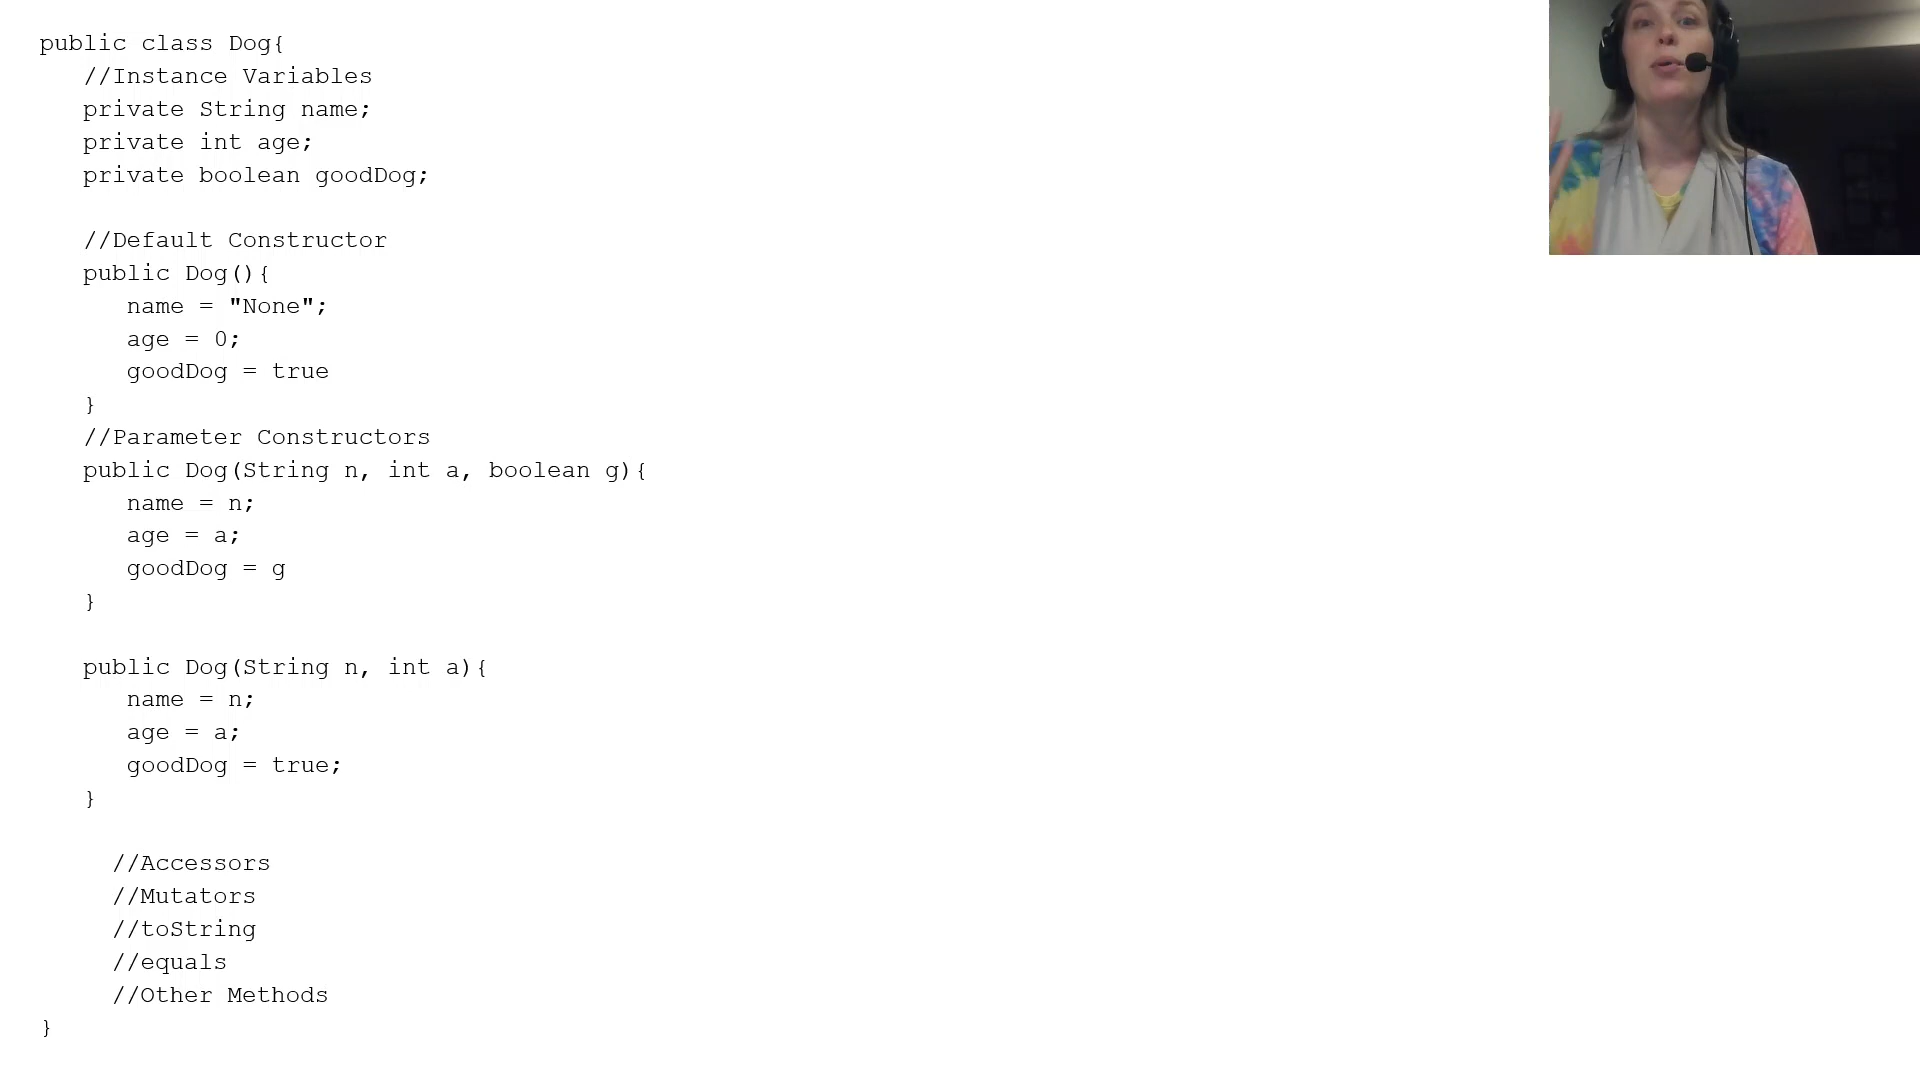 public class Dog{
//Instance Variables
private String name;
private int age;
private boolean goodDog;
//Default Constructor
public Dog(){
name = "None";
age = 0;
goodDog = true
}
//Parameter Constructors
public Dog(String n, int a, boolean g){
name = n;
age = a;
goodDog = g
}
public Dog(String n, int a){
name = n;
age = a;
goodDog = true;
}
//Accessors
//Mutators
//toString
//equals
//Other Methods
}